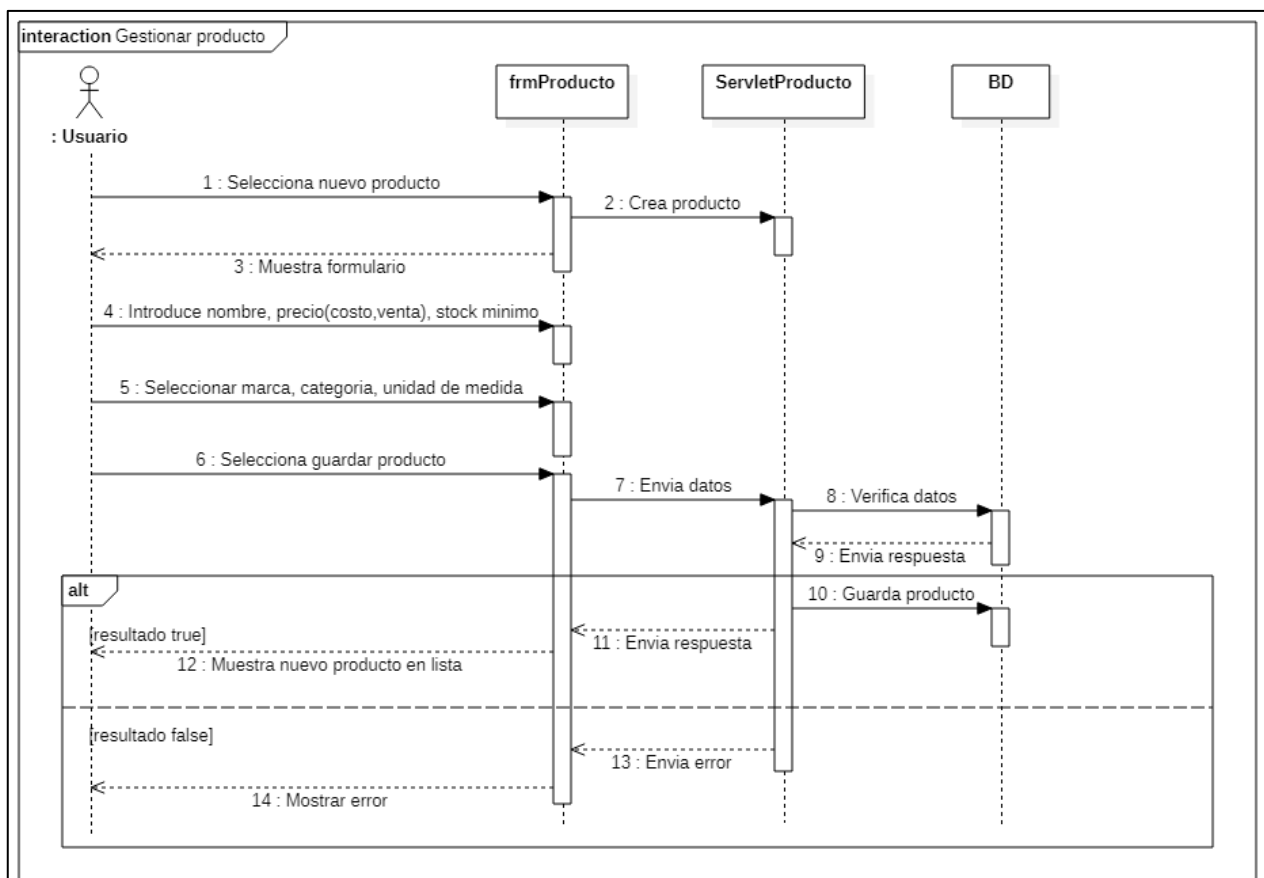 interaction Gestionar producto
frmProducto
ServletProducto
BD
: Usuario
1 : Selecciona nuevo producto
2 : Crea producto
3 : Muestra formulario
4 : Introduce nombre, precio(costo,venta), stock minimo
5 : Seleccionar marca, categoria, unidad de medida
6 : Selecciona guardar producto
7 : Envia datos
8 : Verifica datos
9 : Envia respuesta
alt
10 : Guarda producto
[resultado true]
11 : Envia respuesta
12 : Muestra nuevo producto en lista
[resultado false]
13 : Envia error
14 : Mostrar error